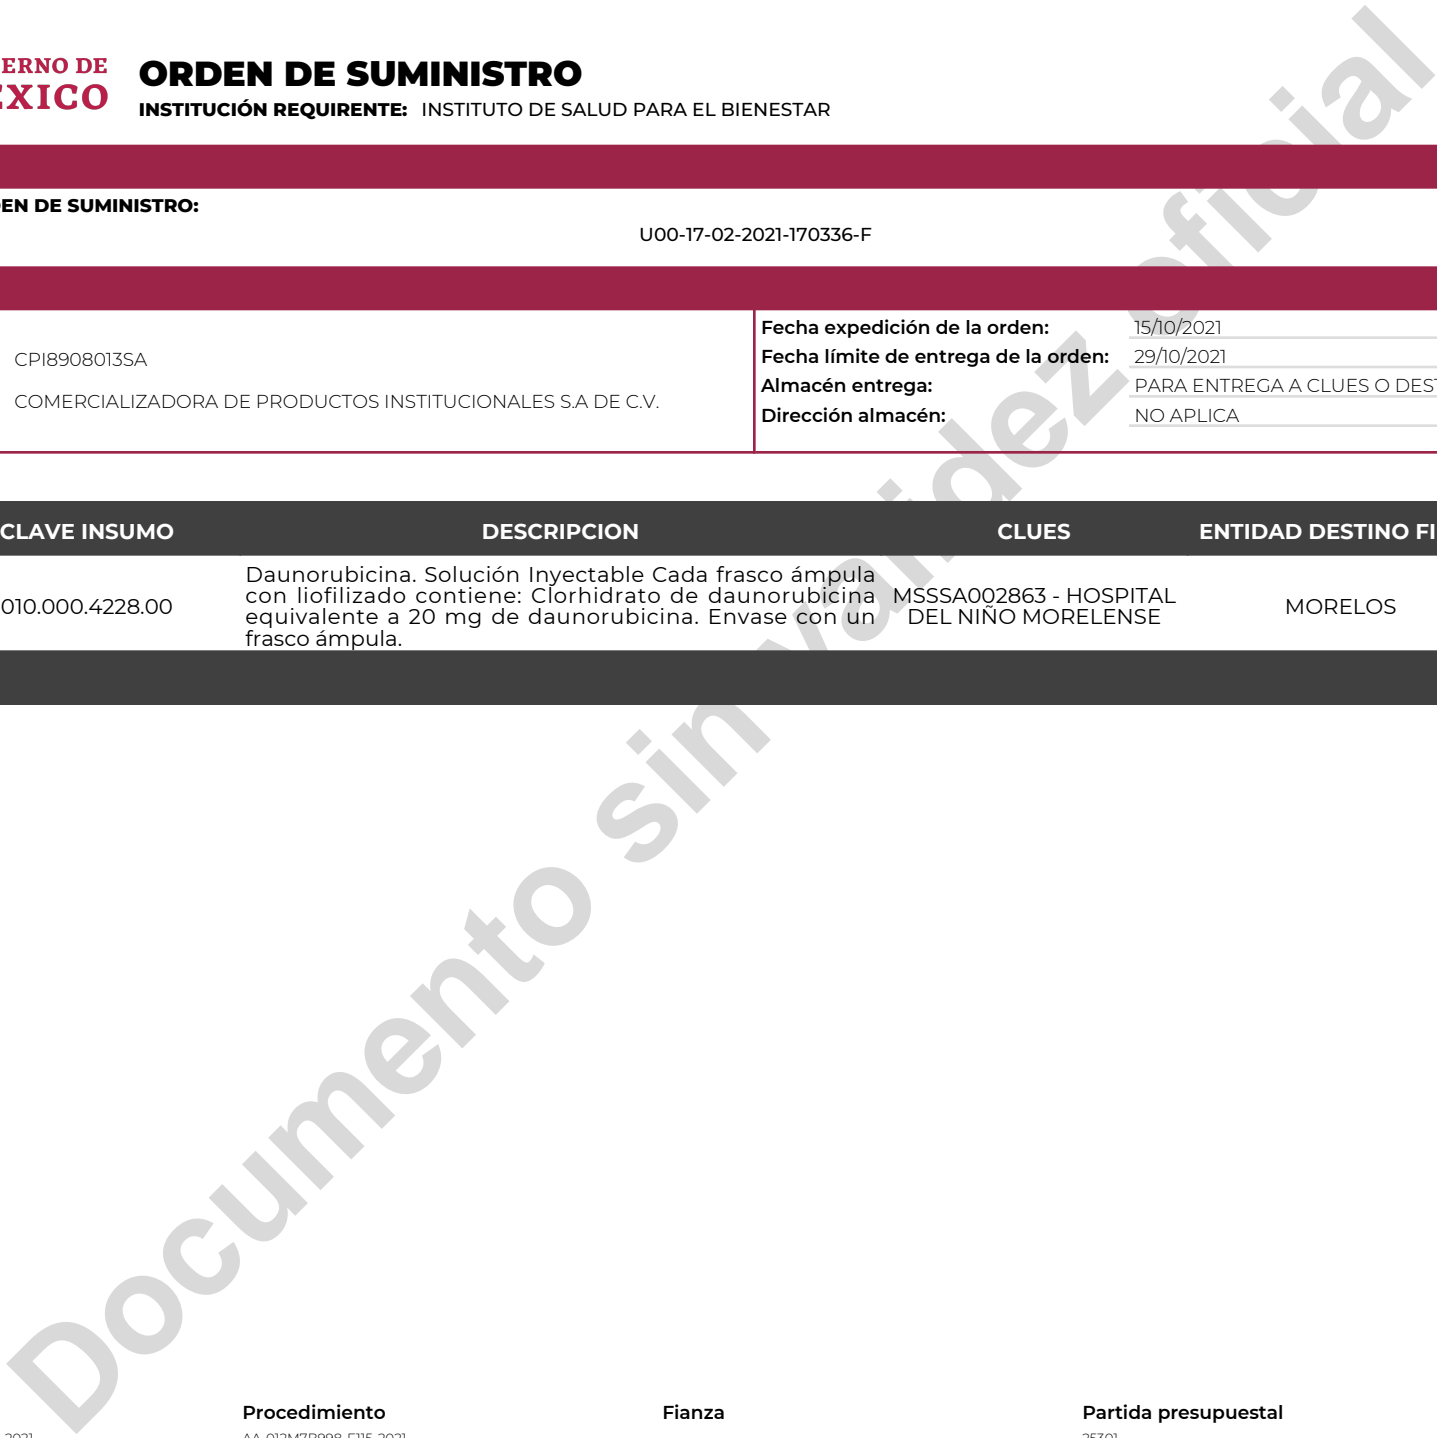 ERNO DE
EXICO
ORDEN DE SUMINISTRO
INSTITUCIÓN REQUIRENTE: INSTITUTO DE SALUD PARA EL BIENESTAR
EN DE SUMINISTRO:
U00-17-02-2021-170336-F
CPI8908013SA
COMERCIALIZADORA DE PRODUCTOS INSTITUCIONALES S.A DE C.V.
Fecha expedición de la orden: 15/10/2021
Fecha límite de entrega de la orden: 29/10/2021
Almacén entrega: PARA ENTREGA A CLUES O DEST
Dirección almacén: NO APLICA
CLAVE INSUMO DESCRIPCION CLUES ENTIDAD DESTINO FI
010.000.4228.00
Daunorubicina. Solución Inyectable Cada frasco ámpula
con liofilizado contiene: Clorhidrato de daunorubicina
equivalente a 20 mg de daunorubicina. Envase con un
frasco ámpula.
MSSSA002863 - HOSPITAL
DEL NIÑO MORELENSE
MORELOS
Documento sin validez oficial
Procedimiento Fianza Partida presupuestal